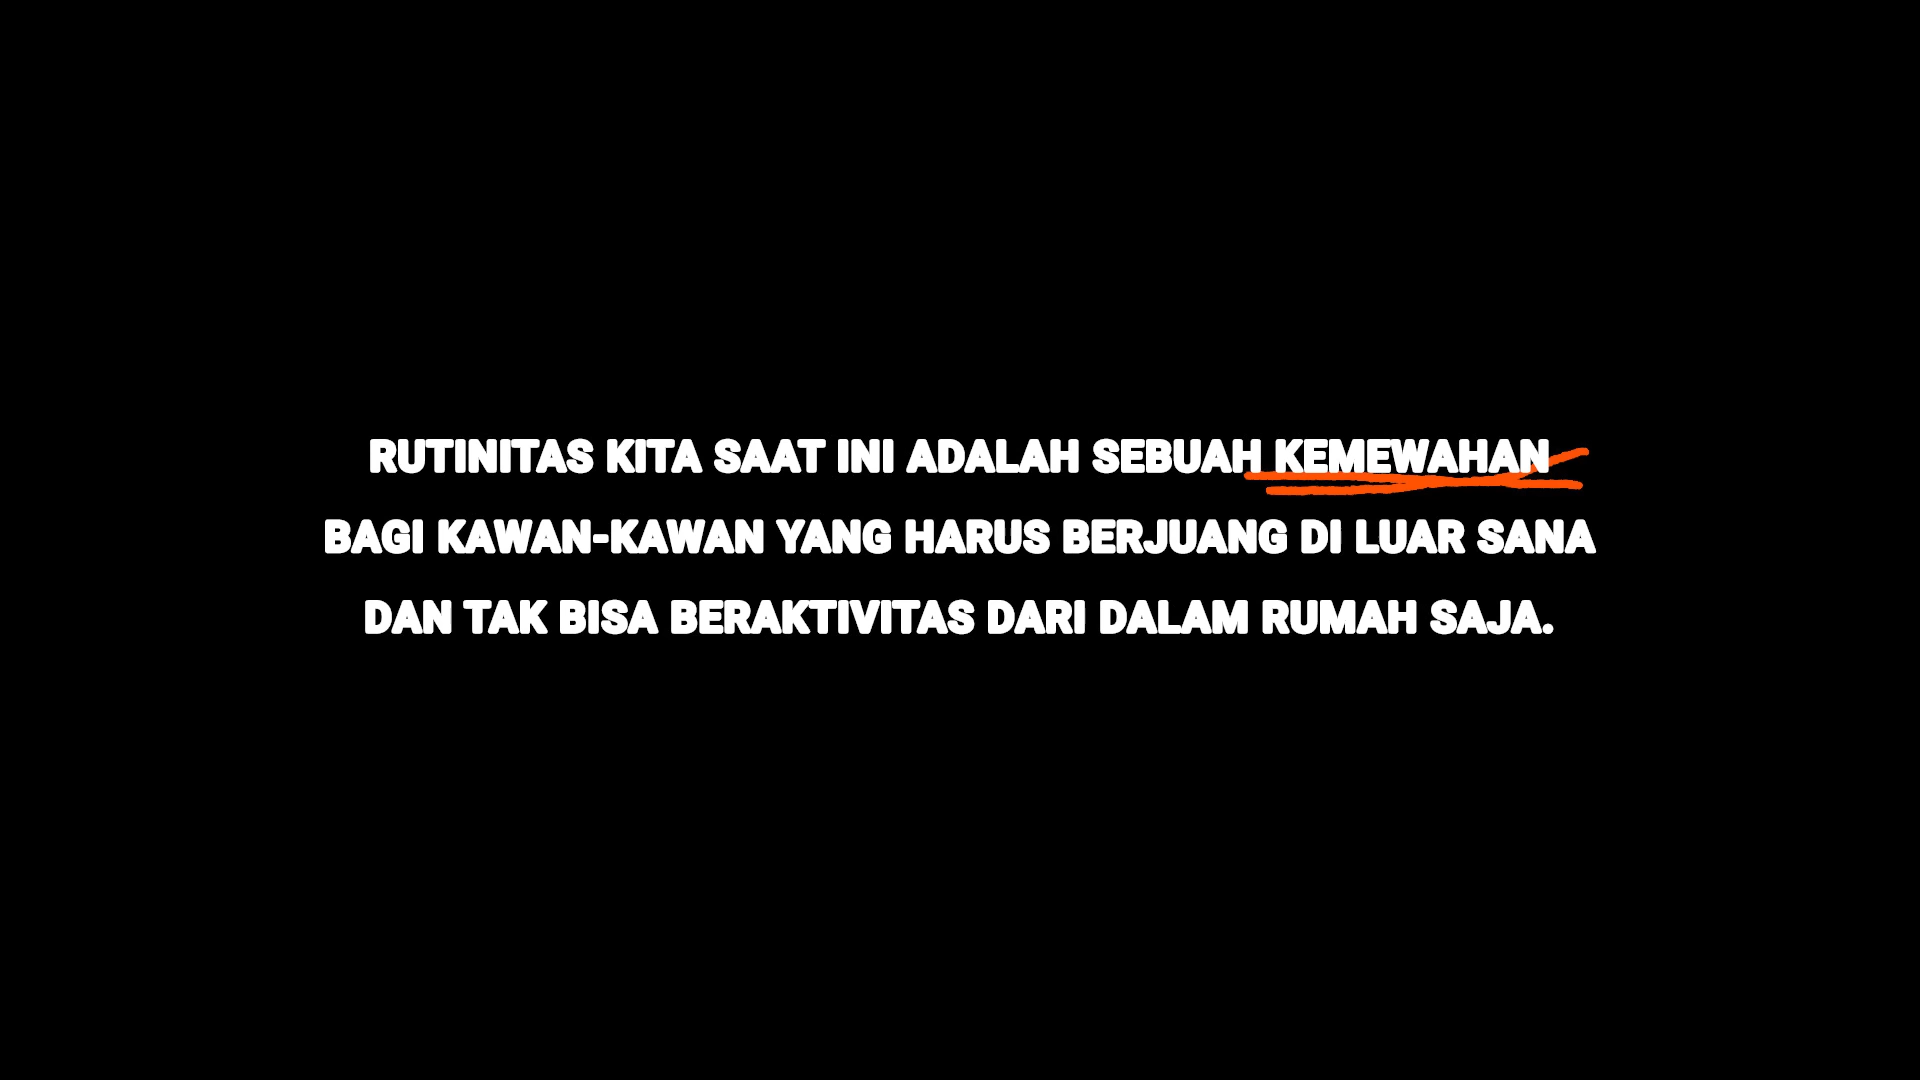 RUTINITAS KITA SAAT INI ADALAH SEBUAH KEMEWAHAN
BAGI KAWAN-KAWAN YANG HARUS BERJUANG DI LUAR SANA
DAN TAK BISA BERAKTIVITAS DARI DALAM RUMAH SAJA.